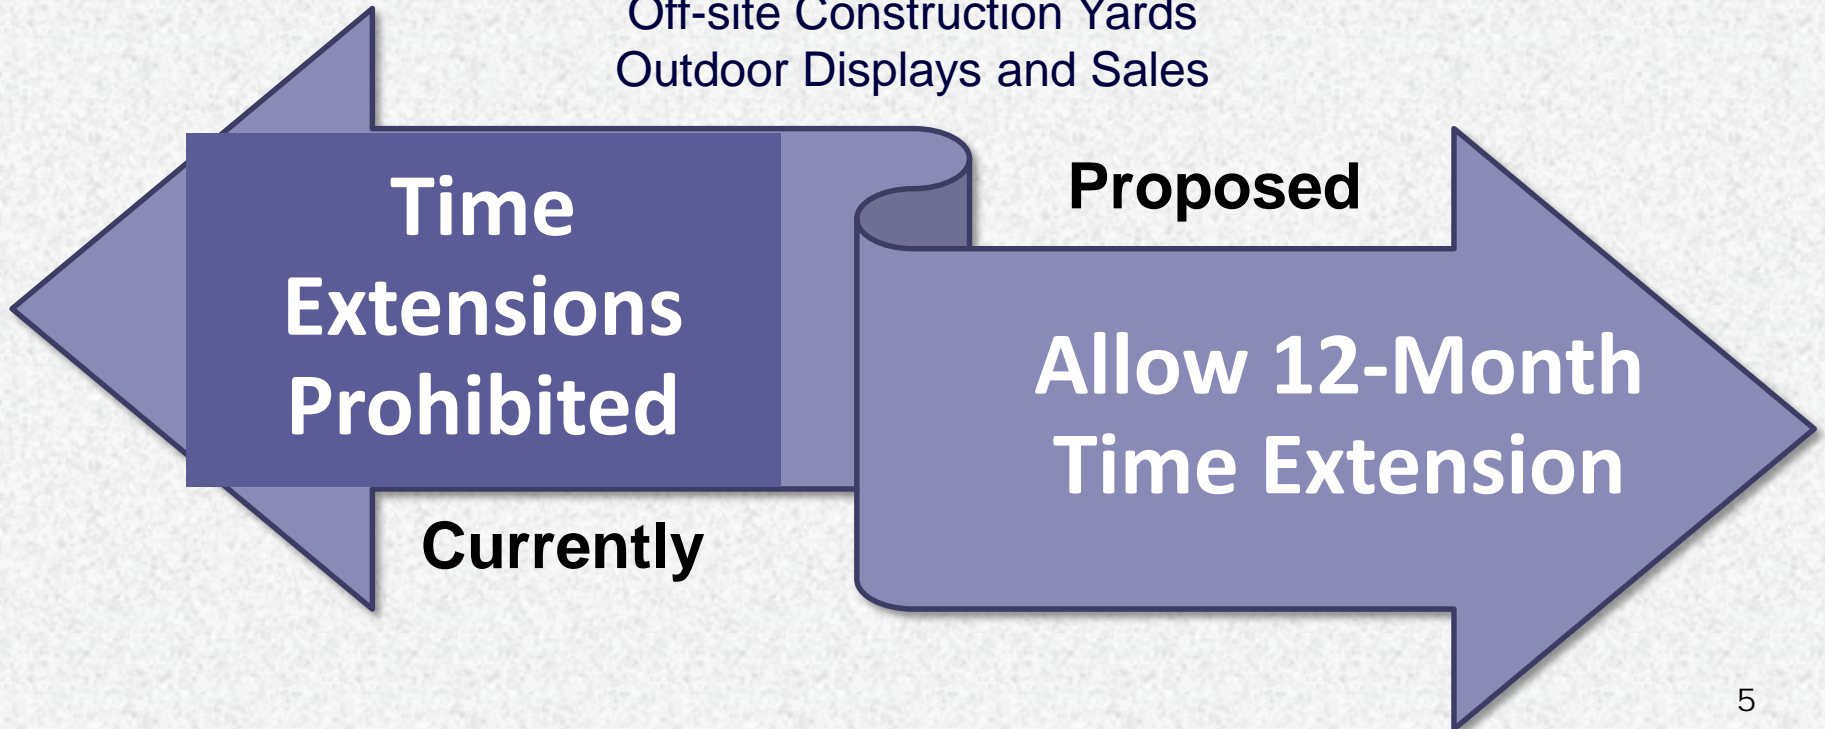 Off-site Construction Yards
Outdoor Displays and Sales
Time
Extensions
Prohibited
Currently
Proposed
Allow 12-Month
Time Extension
5